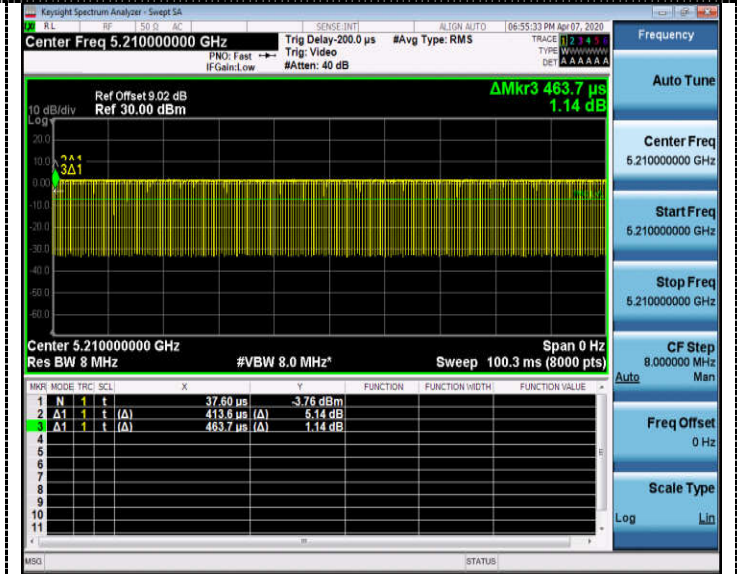 Keysight Spectrum Analyzer - Swept SA
RL RF 50 Ω AC SENSE:INT ALIGN AUTO 06:55:33 PM Apr 07, 2020
Center Freq 5.210000000 GHz
PNO: Fast
IFGain:Low
Trig Delay-200.0 µs
Trig: Video
#Atten: 40 dB
#Avg Type: RMS
TRACE 1 2 3 4 5 6
TYPE WWWWWW
DET A A A A A A
ΔMkr3 463.7 µs
1.14 dB
Ref Offset 9.02 dB
10 dB/div Ref 30.00 dBm
Log
20.0
10.0
0.00
-10.0
-20.0
-30.0
-40.0
-50.0
-60.0
2Δ1
3Δ1
Center 5.210000000 GHz Span 0 Hz
Res BW 8 MHz #VBW 8.0 MHz* Sweep 100.3 ms (8000 pts)
MKR MODE TRC SCL X Y FUNCTION FUNCTION WIDTH FUNCTION VALUE
1 N 1 t 37.60 µs -3.76 dBm
2 Δ1 1 t (Δ) 413.6 µs (Δ) 5.14 dB
3 Δ1 1 t (Δ) 463.7 µs (Δ) 1.14 dB
4
5
6
7
8
9
10
11
MSG STATUS
Frequency
Auto Tune
Center Freq
5.210000000 GHz
Start Freq
5.210000000 GHz
Stop Freq
5.210000000 GHz
CF Step
8.000000 MHz
Auto Man
Freq Offset
0 Hz
Scale Type
Log Lin